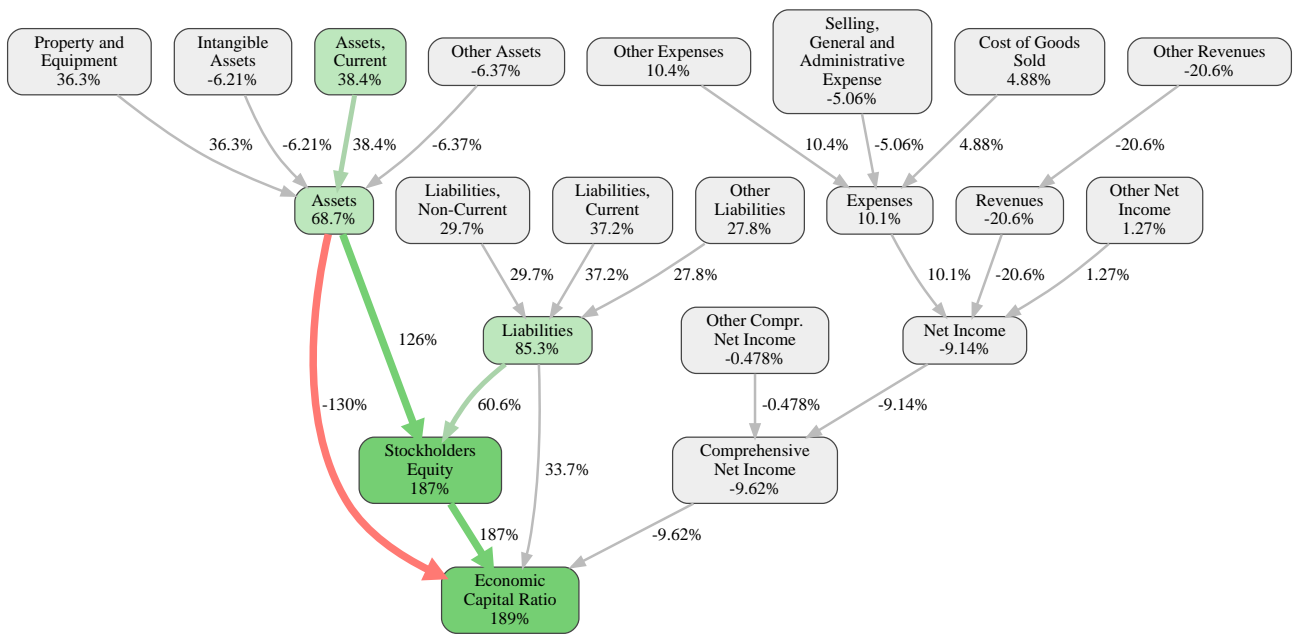 Property and
Equipment
36.3%
Intangible
Assets
-6.21%
Assets,
Current
38.4%
Other Assets
-6.37%
Other Expenses
10.4%
Selling,
General and
Administrative
Expense
-5.06%
Cost of Goods
Sold
4.88%
Other Revenues
-20.6%
36.3%
-6.21%
38.4%
-6.37%
10.4%
-5.06%
4.88%
-20.6%
Assets
68.7%
Liabilities,
Non-Current
29.7%
Liabilities,
Current
37.2%
Other
Liabilities
27.8%
Expenses
10.1%
Revenues
-20.6%
Other Net
Income
1.27%
29.7%
37.2%
27.8%
10.1%
-20.6%
1.27%
126%
Liabilities
85.3%
Other Compr.
Net Income
-0.478%
Net Income
-9.14%
-130%
60.6%
-0.478%
-9.14%
Stockholders
Equity
187%
33.7%
Comprehensive
Net Income
-9.62%
187%
-9.62%
Economic
Capital Ratio
189%